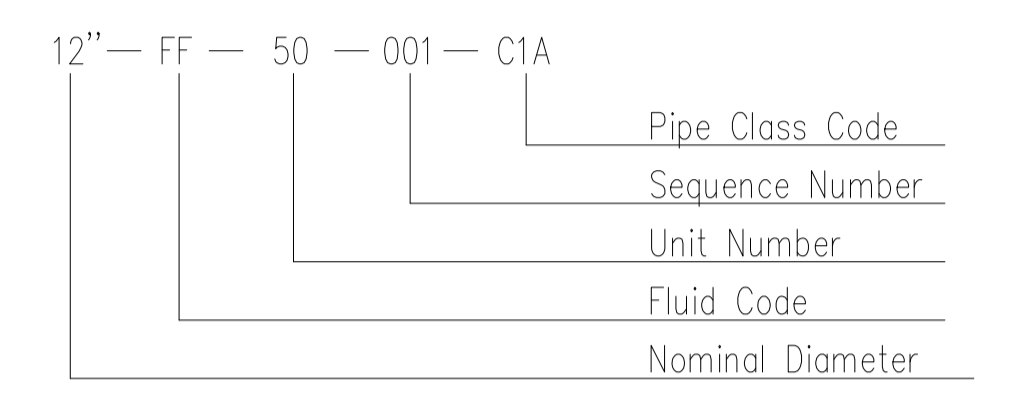 12”— FF — 50 — 001 — C1A
Pipe Class Code
Sequence Number
Unit Number
Fluid Code
Nominal Diameter